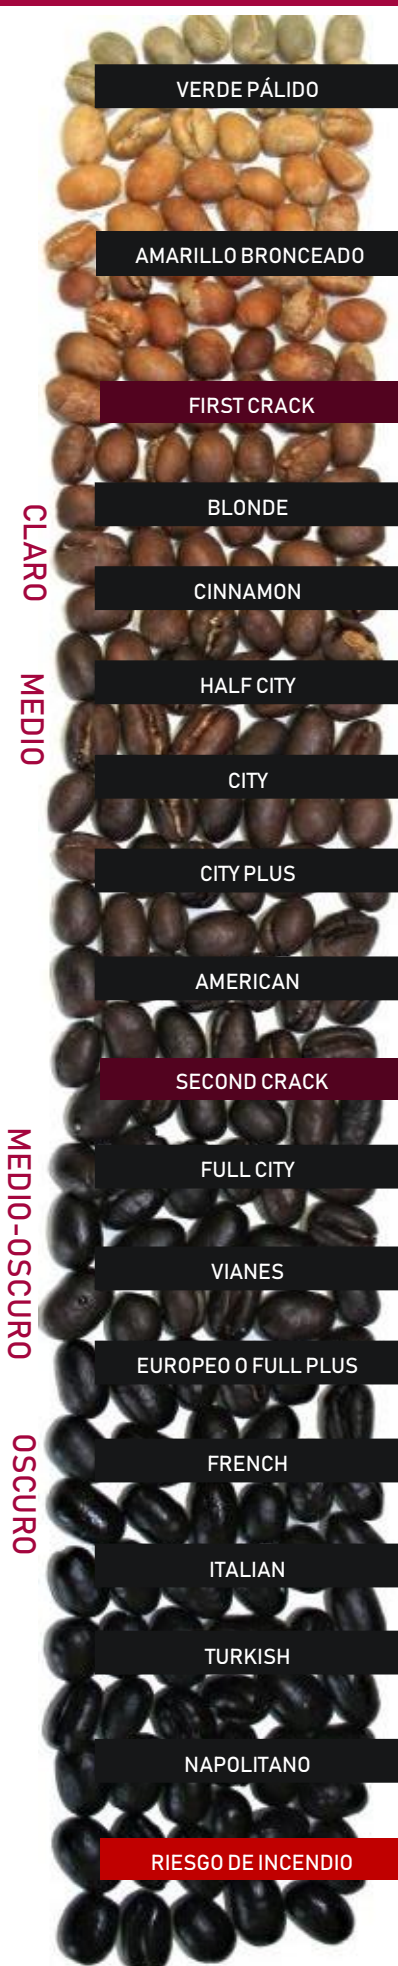 VERDE PÁLIDO
AMARILLO BRONCEADO
FIRST CRACK
BLONDE
CLARO
CINNAMON
HALF CITY
MEDIO
CITY
CITY PLUS
AMERICAN
SECOND CRACK
FULL CITY
MEDIO-OSCURO
VIANES
EUROPEO O FULL PLUS
FRENCH
OSCURO
ITALIAN
TURKISH
NAPOLITANO
RIESGO DE INCENDIO